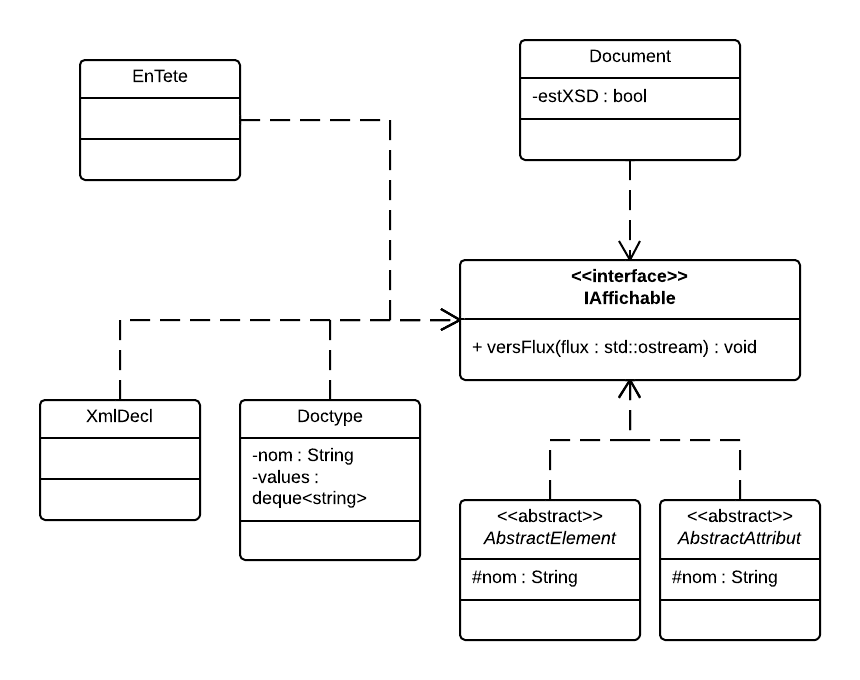 EnTete
Document
-estXSD : bool
<<interface>>
IAffichable
+ versFlux(flux : std::ostream) : void
XmlDecl
Doctype
-nom : String
-values :
deque<string>
<<abstract>>
AbstractElement
#nom : String
<<abstract>>
AbstractAttribut
#nom : String